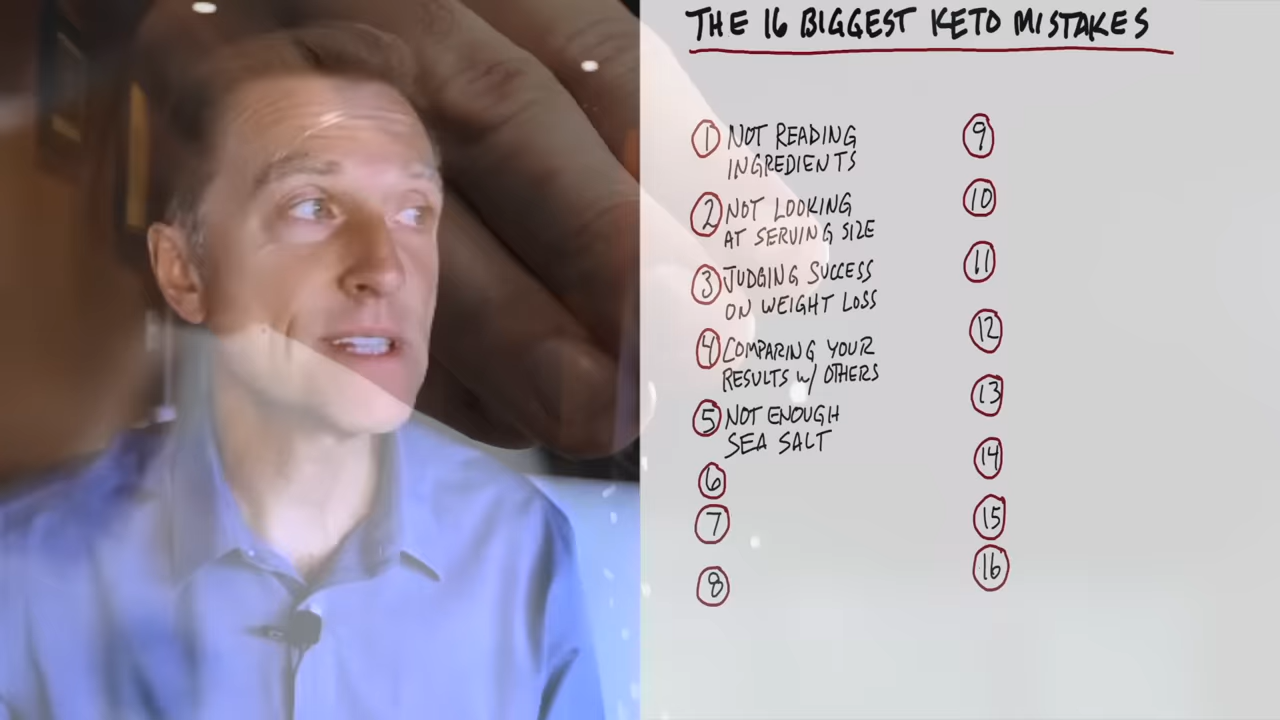 THE 16 BIGGEST KETO MISTAKES
1 NOT READING
INGREDIENTS
2 NOT LOOKING
AT SERVING SIZE
3 JUDGING SUCCESS
ON WEIGHT LOSS
4 COMPARING YOUR
RESULTS W/ OTHERS
5 NOT ENOUGH
SEA SALT
6
7
8
9
10
11
12
13
14
15
16